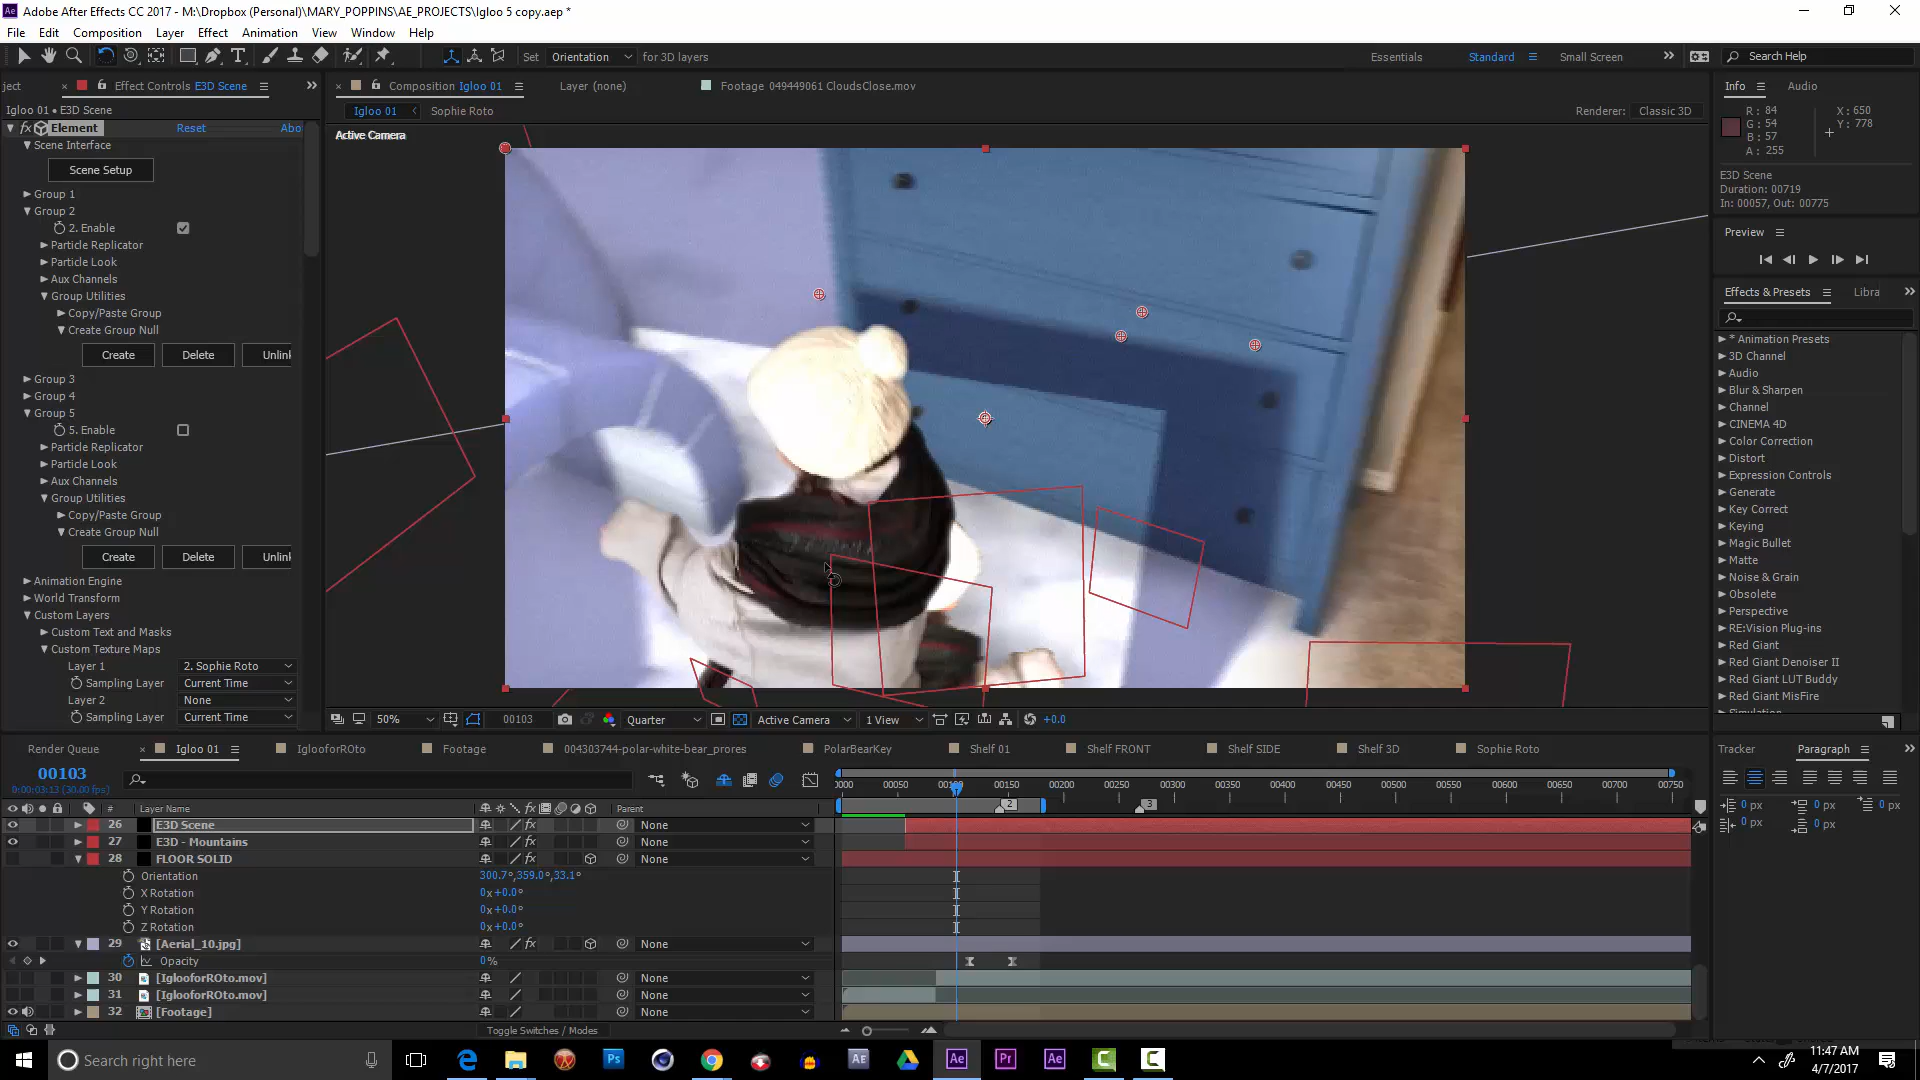 Adobe After Effects CC 2017 - M:\Dropbox (Personal)\MARY_POPPINS\AE_PROJECTS\Igloo 5 copy.aep *
File Edit Composition Layer Effect Animation View Window Help
Set Orientation for 3D layers Essentials Standard Small Screen Search Help
ject Effect Controls E3D Scene
Composition Igloo 01 Layer (none) Footage 049449061 CloudsClose.mov
Info Audio
Igloo 01 • E3D Scene
Igloo 01 Sophie Roto Renderer: Classic 3D
Element Reset Abo
Scene Interface
Scene Setup
Group 1
Group 2
2. Enable
Particle Replicator
Particle Look
Aux Channels
Group Utilities
Copy/Paste Group
Create Group Null
Create Delete Unlink
Group 3
Group 4
Group 5
5. Enable
Particle Replicator
Particle Look
Aux Channels
Group Utilities
Copy/Paste Group
Create Group Null
Create Delete Unlink
Animation Engine
World Transform
Custom Layers
Custom Text and Masks
Custom Texture Maps
Layer 1 2. Sophie Roto
Sampling Layer Current Time
Layer 2 None
Sampling Layer Current Time
Active Camera
50% 00103 Quarter Active Camera 1 View +0.0
R: 84 X: 650
G: 54 Y: 778
B: 57
A: 255
E3D Scene
Duration: 00719
In: 00057, Out: 00775
Preview
Effects & Presets Libra
* Animation Presets
3D Channel
Audio
Blur & Sharpen
Channel
CINEMA 4D
Color Correction
Distort
Expression Controls
Generate
Key Correct
Keying
Magic Bullet
Matte
Noise & Grain
Obsolete
Perspective
RE:Vision Plug-ins
Red Giant
Red Giant Denoiser II
Red Giant LUT Buddy
Red Giant MisFire
Simulation
Render Queue Igloo 01 IglooforROto Footage 004303744-polar-white-bear_prores PolarBearKey Shelf 01 Shelf FRONT Shelf SIDE Shelf 3D Sophie Roto
Tracker Paragraph
00103
0:00:03:13 (30.00 fps)
0000 00050 00150 00200 00250 00300 00350 00400 00450 00500 00550 00600 00650 00700 00750
2 3
# Layer Name fx Parent
26 E3D Scene fx None
27 E3D - Mountains fx None
28 FLOOR SOLID fx None
Orientation 300.7°,359.0°,33.1°
X Rotation 0x+0.0°
Y Rotation 0x+0.0°
Z Rotation 0x+0.0°
29 [Aerial_10.jpg] fx None
Opacity 0%
30 [IglooforROto.mov] None
31 [IglooforROto.mov] None
32 [Footage] None
Toggle Switches / Modes
0 px 0 px 0 px
0 px 0 px
Search right here
Ps AE Ae Pr Ae
11:47 AM
4/7/2017